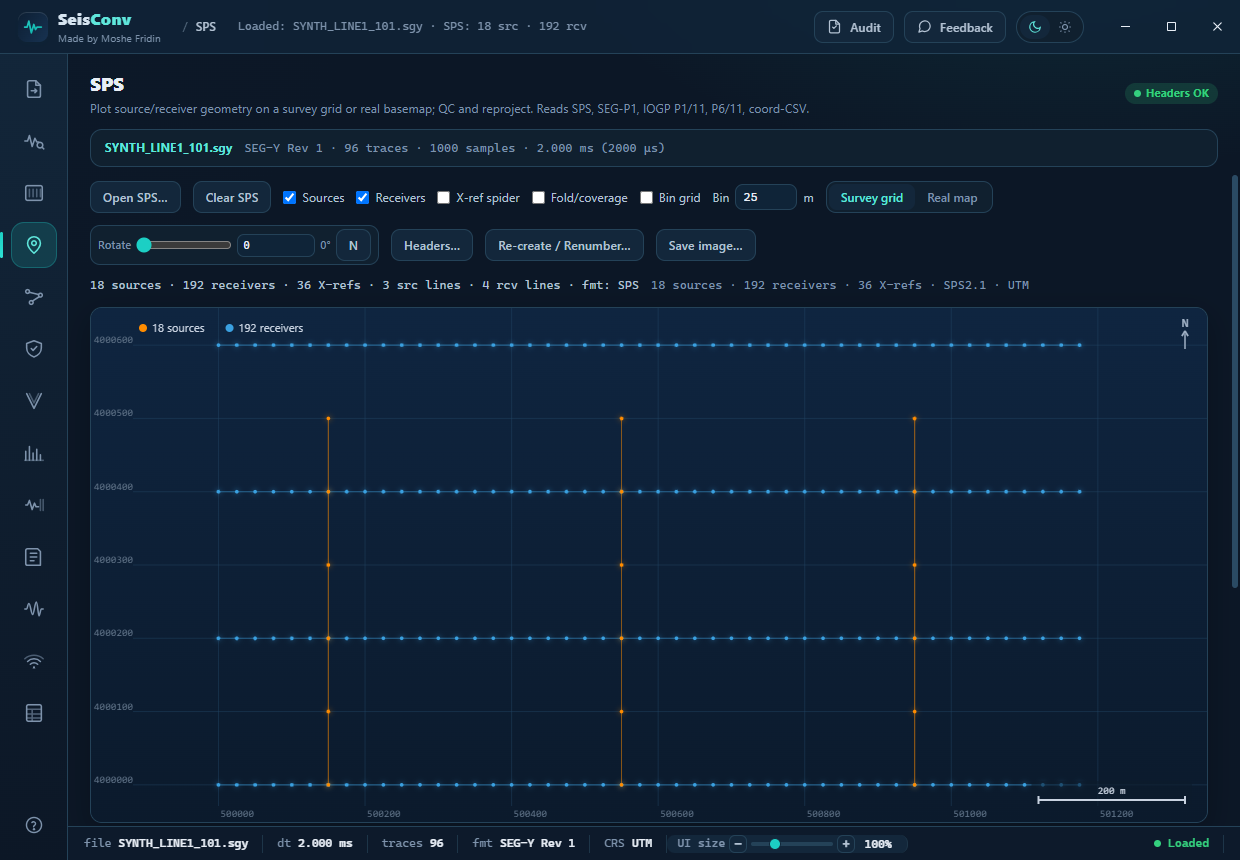 SeisConv
Made by Moshe Fridin
/ SPS Loaded: SYNTH_LINE1_101.sgy · SPS: 18 src · 192 rcv
Audit
Feedback
SPS
Plot source/receiver geometry on a survey grid or real basemap; QC and reproject. Reads SPS, SEG-P1, IOGP P1/11, P6/11, coord-CSV.
Headers OK
SYNTH_LINE1_101.sgy SEG-Y Rev 1 · 96 traces · 1000 samples · 2.000 ms (2000 µs)
Open SPS... Clear SPS Sources Receivers X-ref spider Fold/coverage Bin grid Bin 25 m Survey grid Real map
Rotate 0 0° N Headers... Re-create / Renumber... Save image...
18 sources · 192 receivers · 36 X-refs · 3 src lines · 4 rcv lines · fmt: SPS 18 sources · 192 receivers · 36 X-refs · SPS2.1 · UTM
18 sources 192 receivers
N
4000600
4000500
4000400
4000300
4000200
4000100
4000000
200 m
500000 500200 500400 500600 500800 501000 501200
file SYNTH_LINE1_101.sgy dt 2.000 ms traces 96 fmt SEG-Y Rev 1 CRS UTM UI size − + 100% Loaded